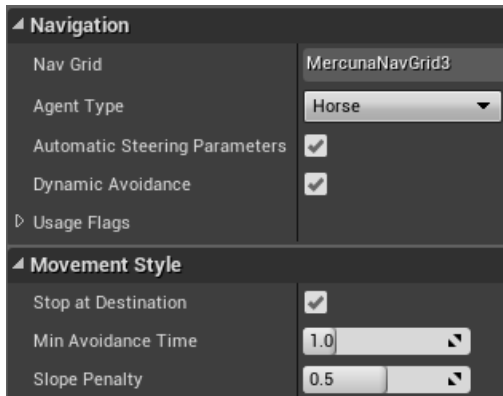 Navigation
Nav Grid MercunaNavGrid3
Agent Type Horse
Automatic Steering Parameters
Dynamic Avoidance
Usage Flags
Movement Style
Stop at Destination
Min Avoidance Time 1.0
Slope Penalty 0.5